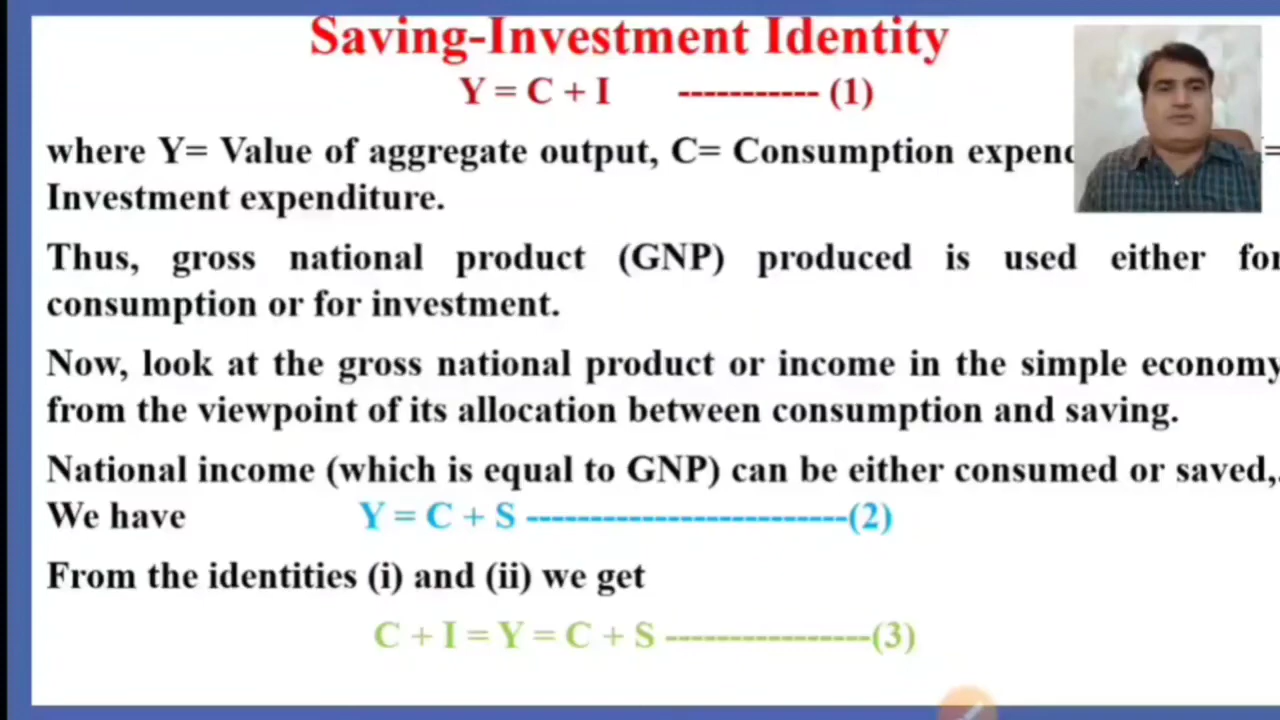 Saving-Investment Identity
Y = C + I ----------- (1)
where Y= Value of aggregate output, C= Consumption
Investment expenditure.
Thus, gross national product (GNP) produced is used either for
consumption or for investment.
Now, look at the gross national product or income in the simple economy
from the viewpoint of its allocation between consumption and saving.
National income (which is equal to GNP) can be either consumed or saved,.
We have Y = C + S -------------------------(2)
From the identities (i) and (ii) we get
C + I = Y = C + S ----------------(3)